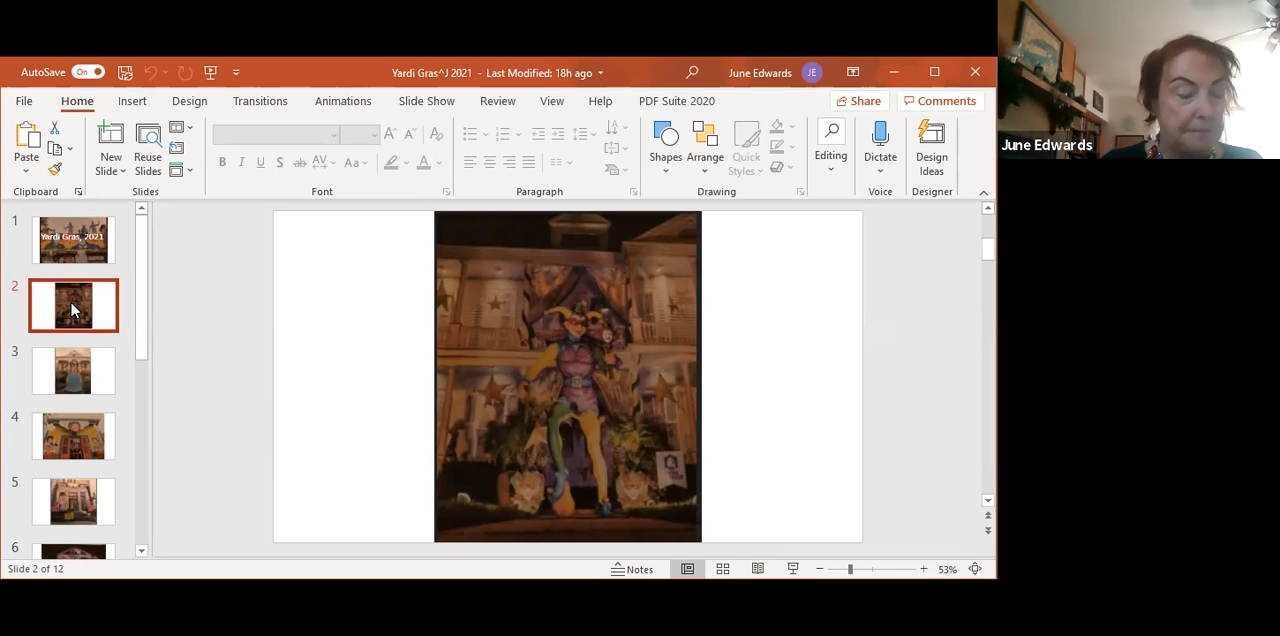 AutoSave On
Yardi Gras^J 2021 - Last Modified: 18h ago
June Edwards JE
File Home Insert Design Transitions Animations Slide Show Review View Help PDF Suite 2020 Share Comments
Paste
New Slide
Reuse Slides
B I U S ab AV Aa A
Shapes
Arrange
Quick Styles
Editing
Dictate
Design Ideas
Clipboard Slides Font Paragraph Drawing Voice Designer
1
Yardi Gras, 2021
2
3
4
5
6
Slide 2 of 12
Notes
53%
June Edwards